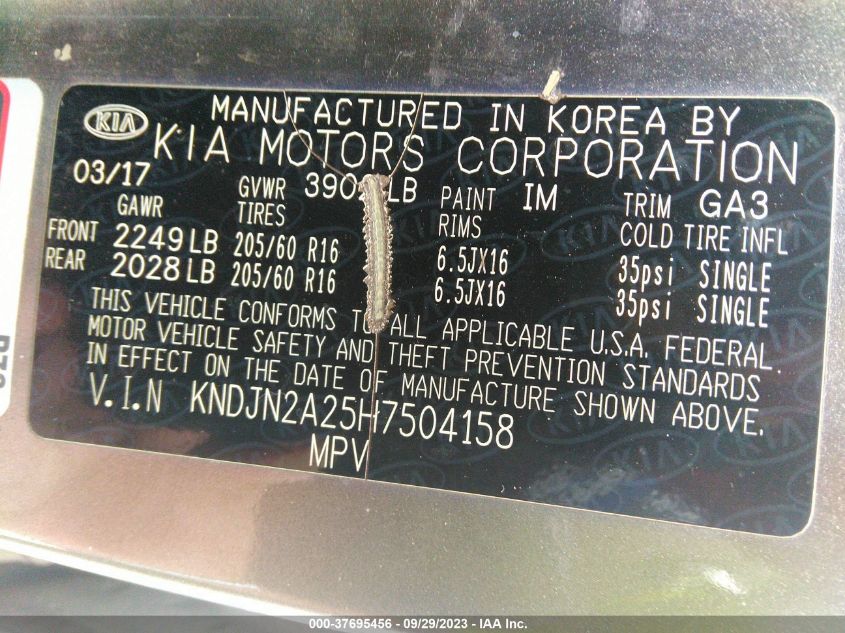 KIA
MANUFACTURED IN KOREA BY
KIA MOTORS CORPORATION
03/17 GVWR LB PAINT IM TRIM GA3
GAWR TIRES RIMS COLD TIRE INFL
FRONT 2249 LB 205/60 R16 6.5JX16 35psi SINGLE
REAR 2028 LB 205/60 R16 6.5JX16 35psi SINGLE
THIS VEHICLE CONFORMS TO ALL APPLICABLE U.S.A. FEDERAL
MOTOR VEHICLE SAFETY AND THEFT PREVENTION STANDARDS
IN EFFECT ON THE DATE OF MANUFACTURE SHOWN ABOVE.
V.I.N KNDJN2A25H7504158
MPV
000-37695456 - 09/29/2023 - IAA Inc.